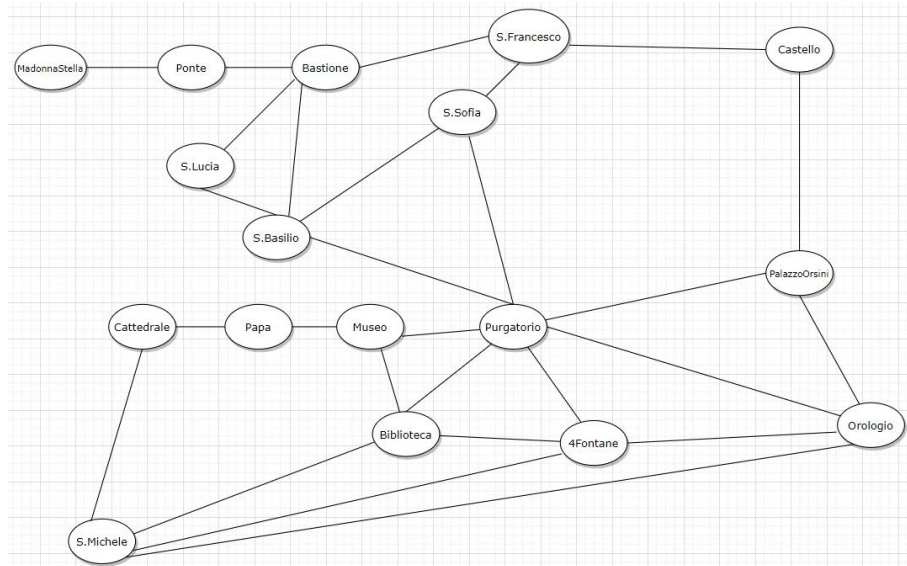 S.Francesco
Castello
MadonnaStella
Ponte
Bastione
S.Sofia
S.Lucia
S.Basilio
PalazzoOrsini
Cattedrale
Papa
Museo
Purgatorio
Biblioteca
4Fontane
Orologio
S.Michele